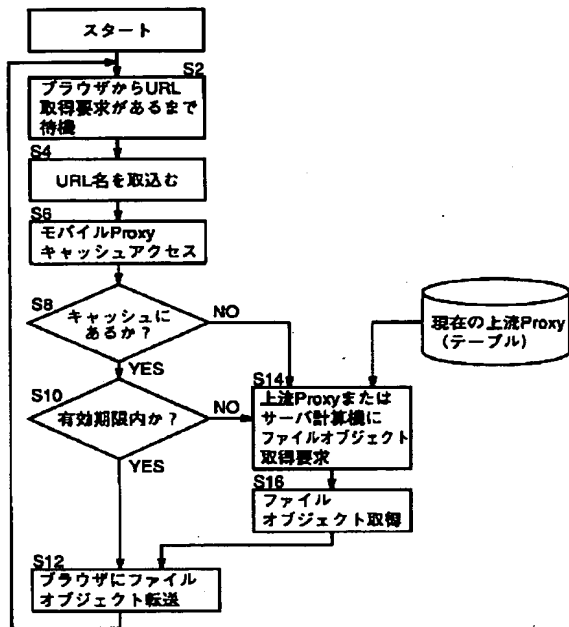 スタート
S2
ブラウザからURL
取得要求があるまで
待機
S4
URL名を取込む
S6
モバイルProxy
キャッシュアクセス
S8
キャッシュに
あるか？
NO
YES
現在の上流Proxy
（テーブル）
S10
有効期限内か？
NO
YES
S14
上流Proxyまたは
サーバ計算機に
ファイルオブジェクト
取得要求
S16
ファイル
オブジェクト取得
S12
ブラウザにファイル
オブジェクト転送